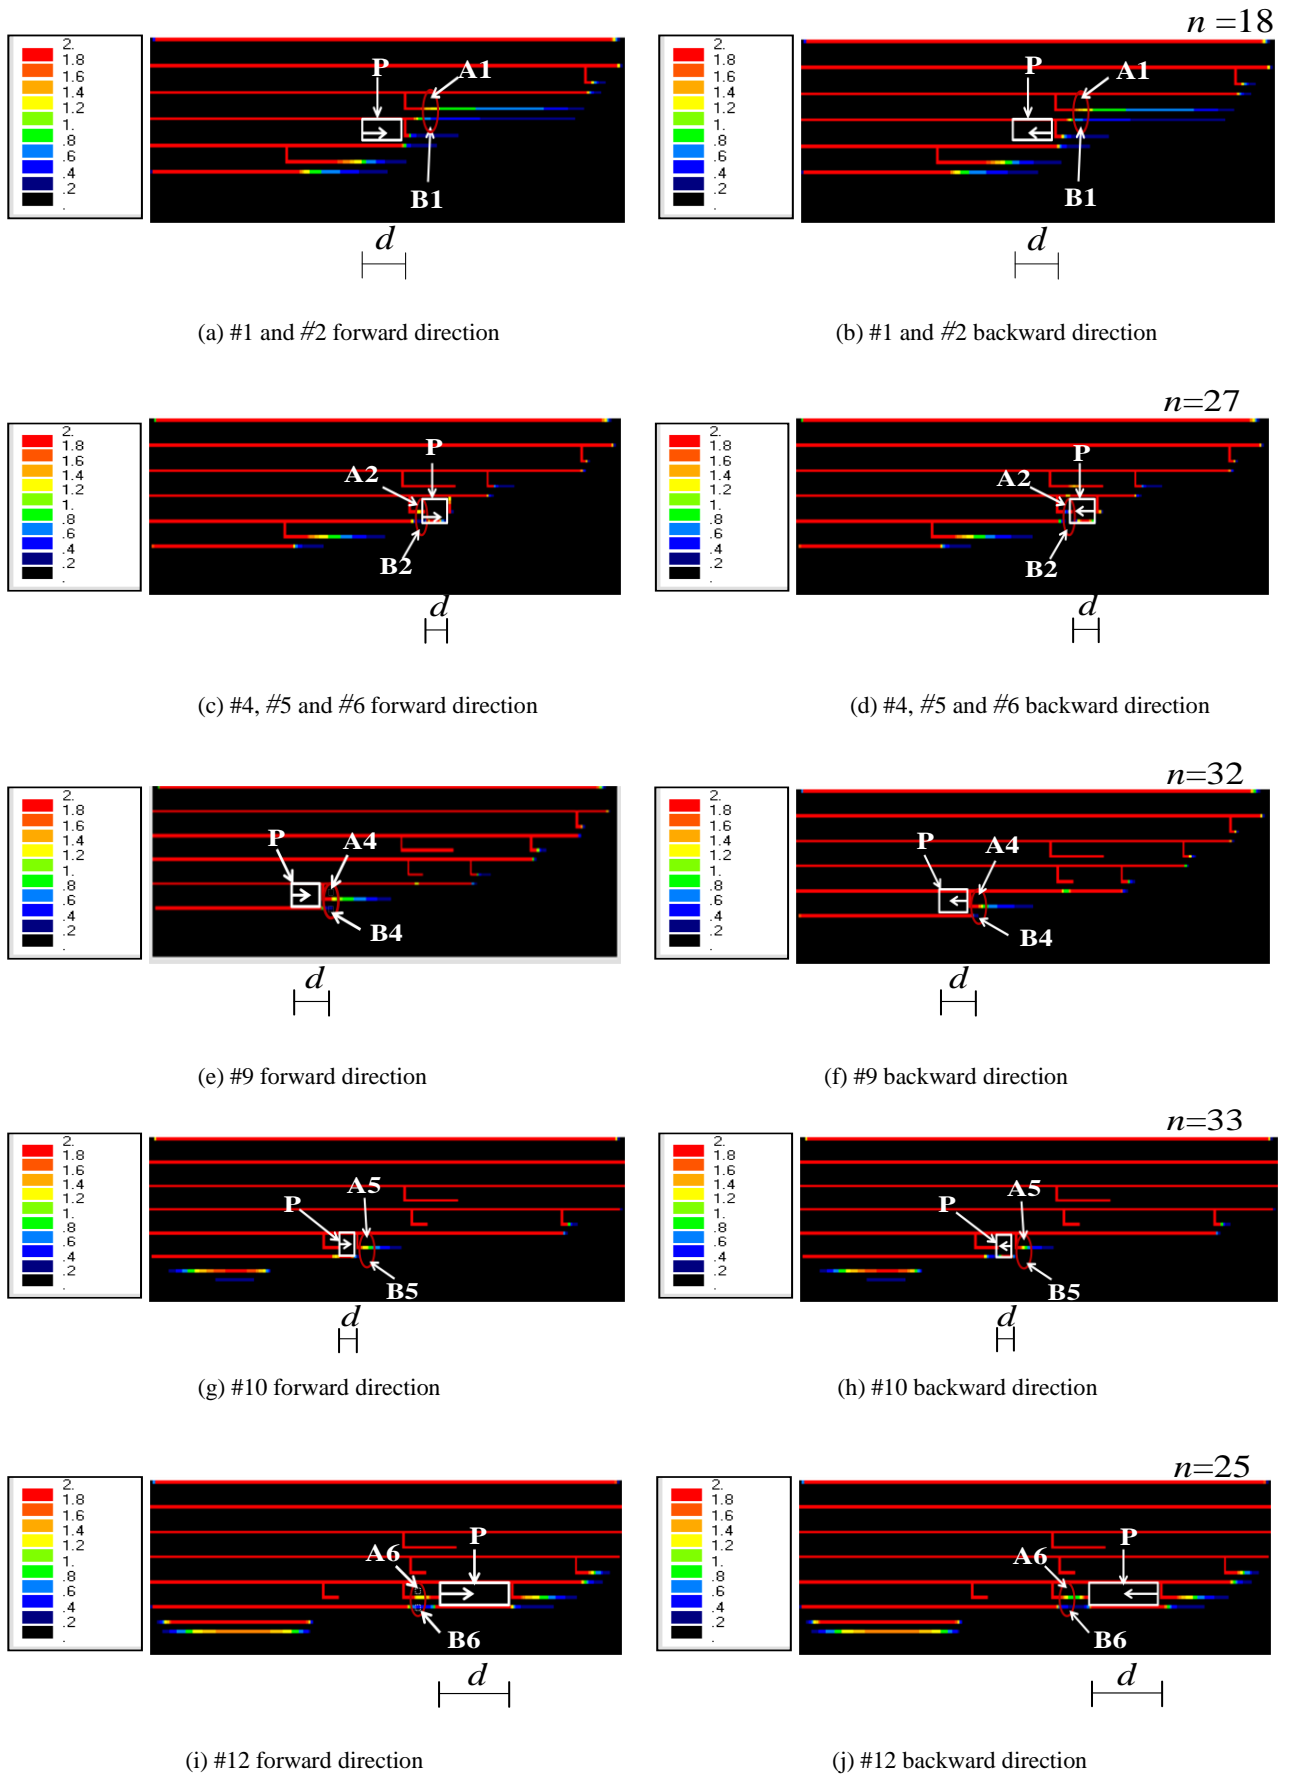 n =18
2.
1.8
1.6
1.4
1.2
1.
.8
.6
.4
.2
.
P
A1
B1
d
2.
1.8
1.6
1.4
1.2
1.
.8
.6
.4
.2
.
P
A1
B1
d
(a) #1 and #2 forward direction
(b) #1 and #2 backward direction
n=27
2.
1.8
1.6
1.4
1.2
1.
.8
.6
.4
.2
.
P
A2
B2
d
2.
1.8
1.6
1.4
1.2
1.
.8
.6
.4
.2
.
P
A2
B2
d
(c) #4, #5 and #6 forward direction
(d) #4, #5 and #6 backward direction
n=32
2.
1.8
1.6
1.4
1.2
1.
.8
.6
.4
.2
.
P
A4
B4
d
2.
1.8
1.6
1.4
1.2
1.
.8
.6
.4
.2
.
P
A4
B4
d
(e) #9 forward direction
(f) #9 backward direction
n=33
2.
1.8
1.6
1.4
1.2
1.
.8
.6
.4
.2
.
A5
P
B5
d
2.
1.8
1.6
1.4
1.2
1.
.8
.6
.4
.2
.
A5
P
B5
d
(g) #10 forward direction
(h) #10 backward direction
n=25
2.
1.8
1.6
1.4
1.2
1.
.8
.6
.4
.2
.
P
A6
B6
d
2.
1.8
1.6
1.4
1.2
1.
.8
.6
.4
.2
.
P
A6
B6
d
(i) #12 forward direction
(j) #12 backward direction